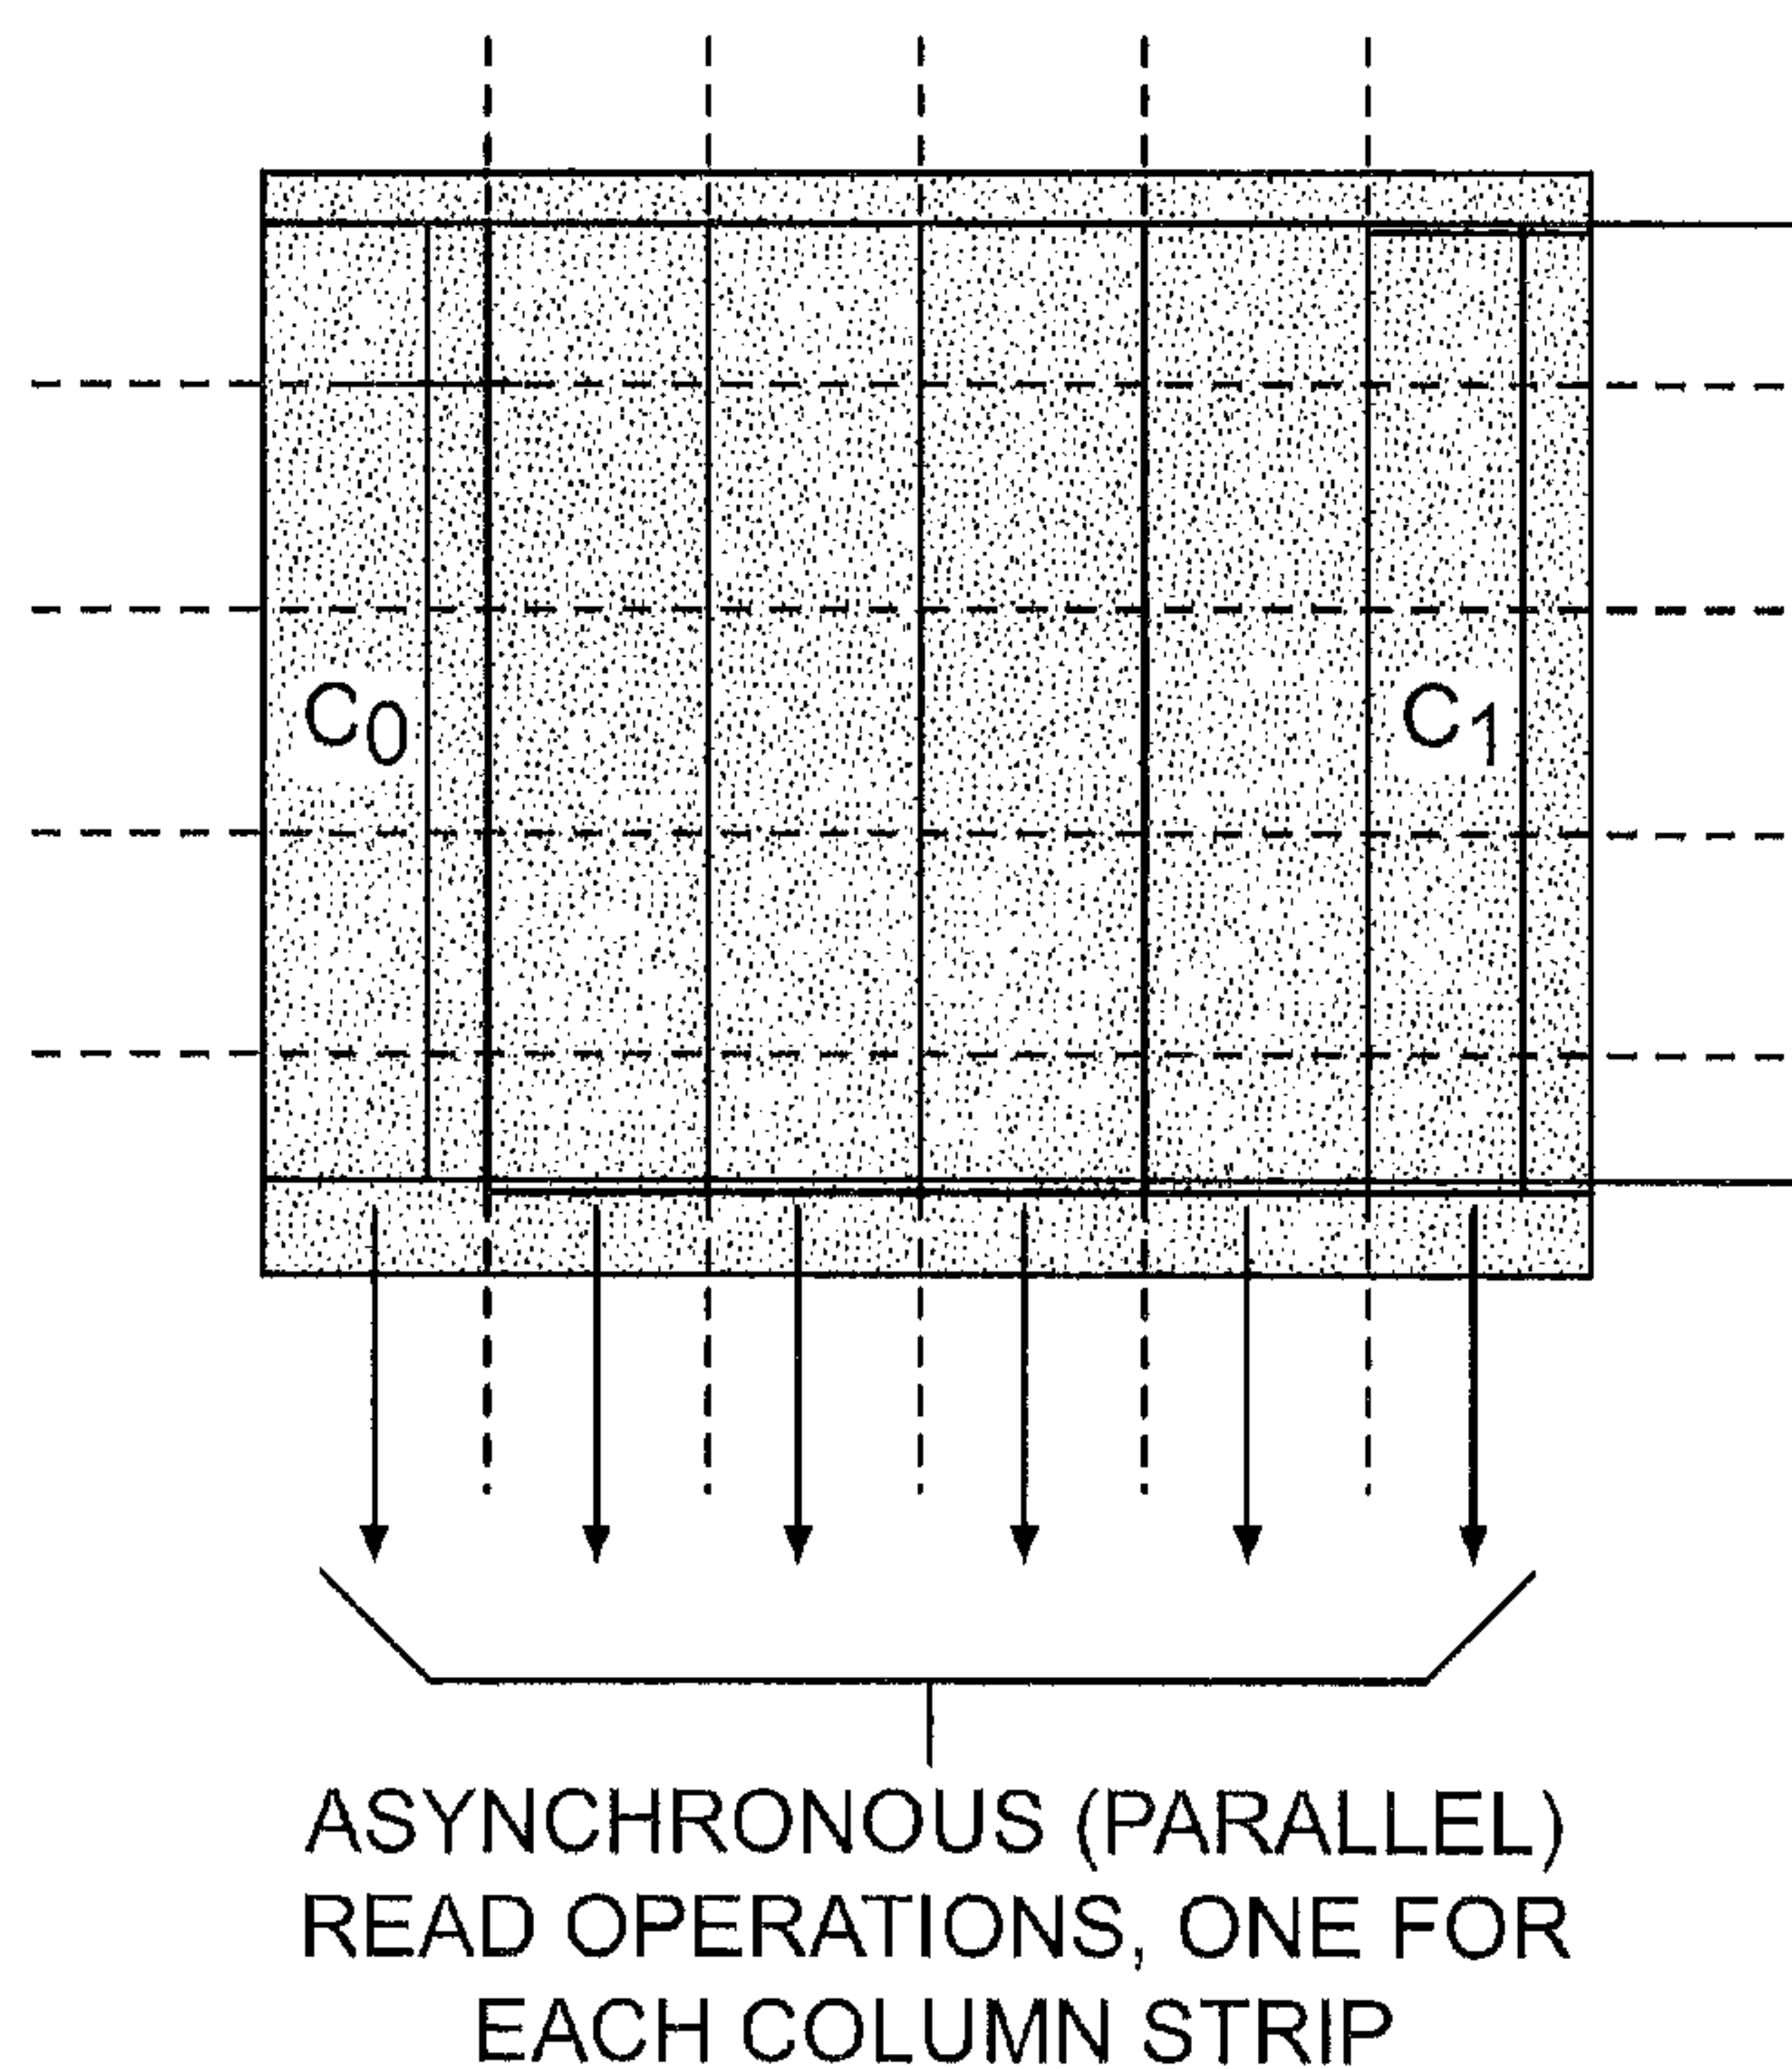 C0
C1
ASYNCHRONOUS (PARALLEL)
READ OPERATIONS, ONE FOR
EACH COLUMN STRIP